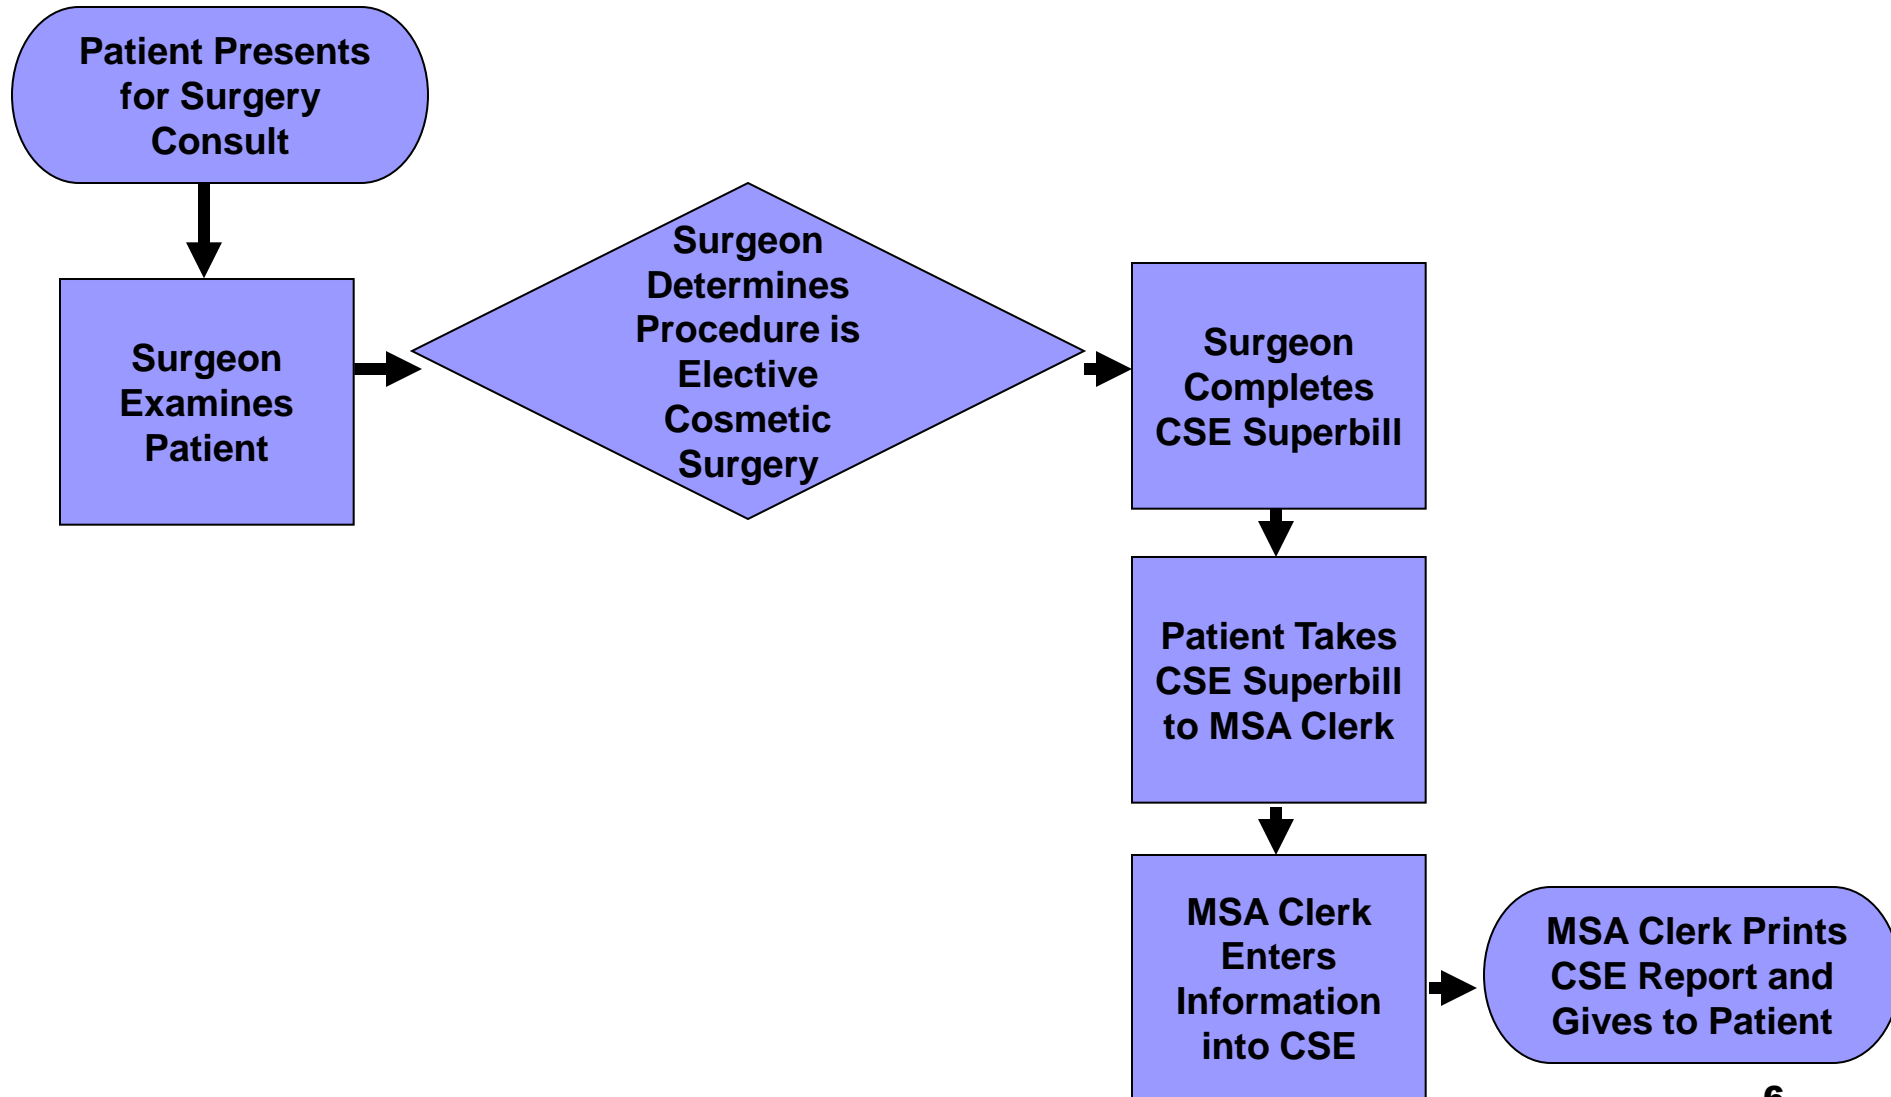 Patient Presents
for Surgery
Consult
Surgeon
Examines
Patient
Surgeon
Determines
Procedure is
Elective
Cosmetic
Surgery
Surgeon
Completes
CSE Superbill
Patient Takes
CSE Superbill
to MSA Clerk
MSA Clerk
Enters
Information
into CSE
MSA Clerk Prints
CSE Report and
Gives to Patient
6